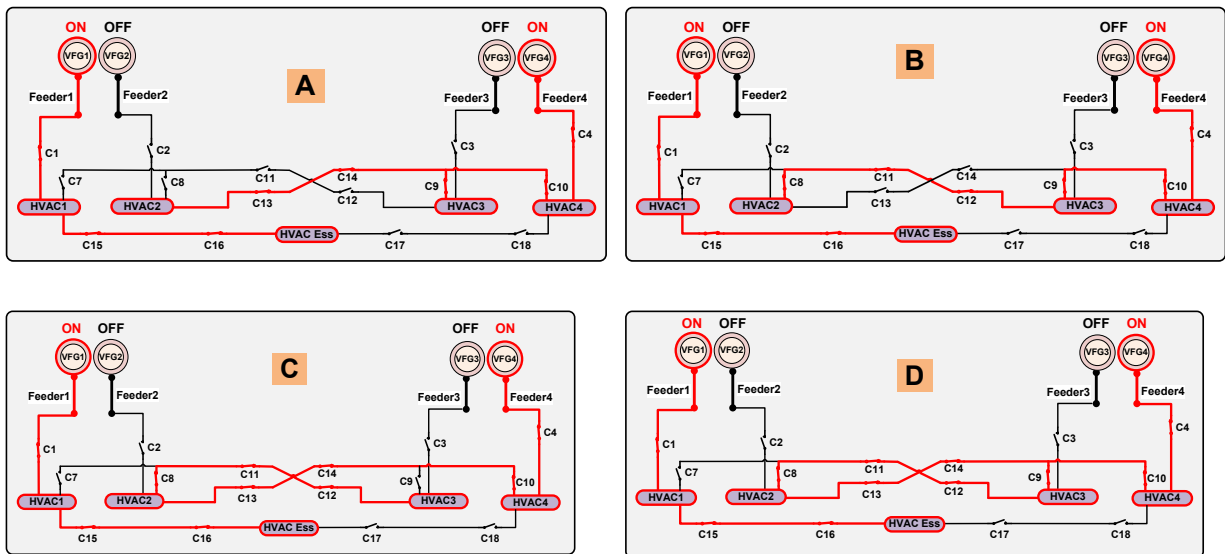 ON OFF OFF ON
VFG1 VFG2 VFG3 VFG4
A
Feeder1 Feeder2 Feeder3 Feeder4
C1 C2 C3 C4
C7 C8 C11 C14 C9 C10
C13 C12
HVAC1 HVAC2 HVAC3 HVAC4
HVAC Ess
C15 C16 C17 C18
ON OFF OFF ON
VFG1 VFG2 VFG3 VFG4
B
Feeder1 Feeder2 Feeder3 Feeder4
C1 C2 C3 C4
C7 C8 C11 C14 C9 C10
C13 C12
HVAC1 HVAC2 HVAC3 HVAC4
HVAC Ess
C15 C16 C17 C18
ON OFF OFF ON
VFG1 VFG2 VFG3 VFG4
C
Feeder1 Feeder2 Feeder3 Feeder4
C1 C2 C3 C4
C7 C8 C11 C14 C9 C10
C13 C12
HVAC1 HVAC2 HVAC3 HVAC4
HVAC Ess
C15 C16 C17 C18
ON OFF OFF ON
VFG1 VFG2 VFG3 VFG4
D
Feeder1 Feeder2 Feeder3 Feeder4
C1 C2 C3 C4
C7 C8 C11 C14 C9 C10
C13 C12
HVAC1 HVAC2 HVAC3 HVAC4
HVAC Ess
C15 C16 C17 C18